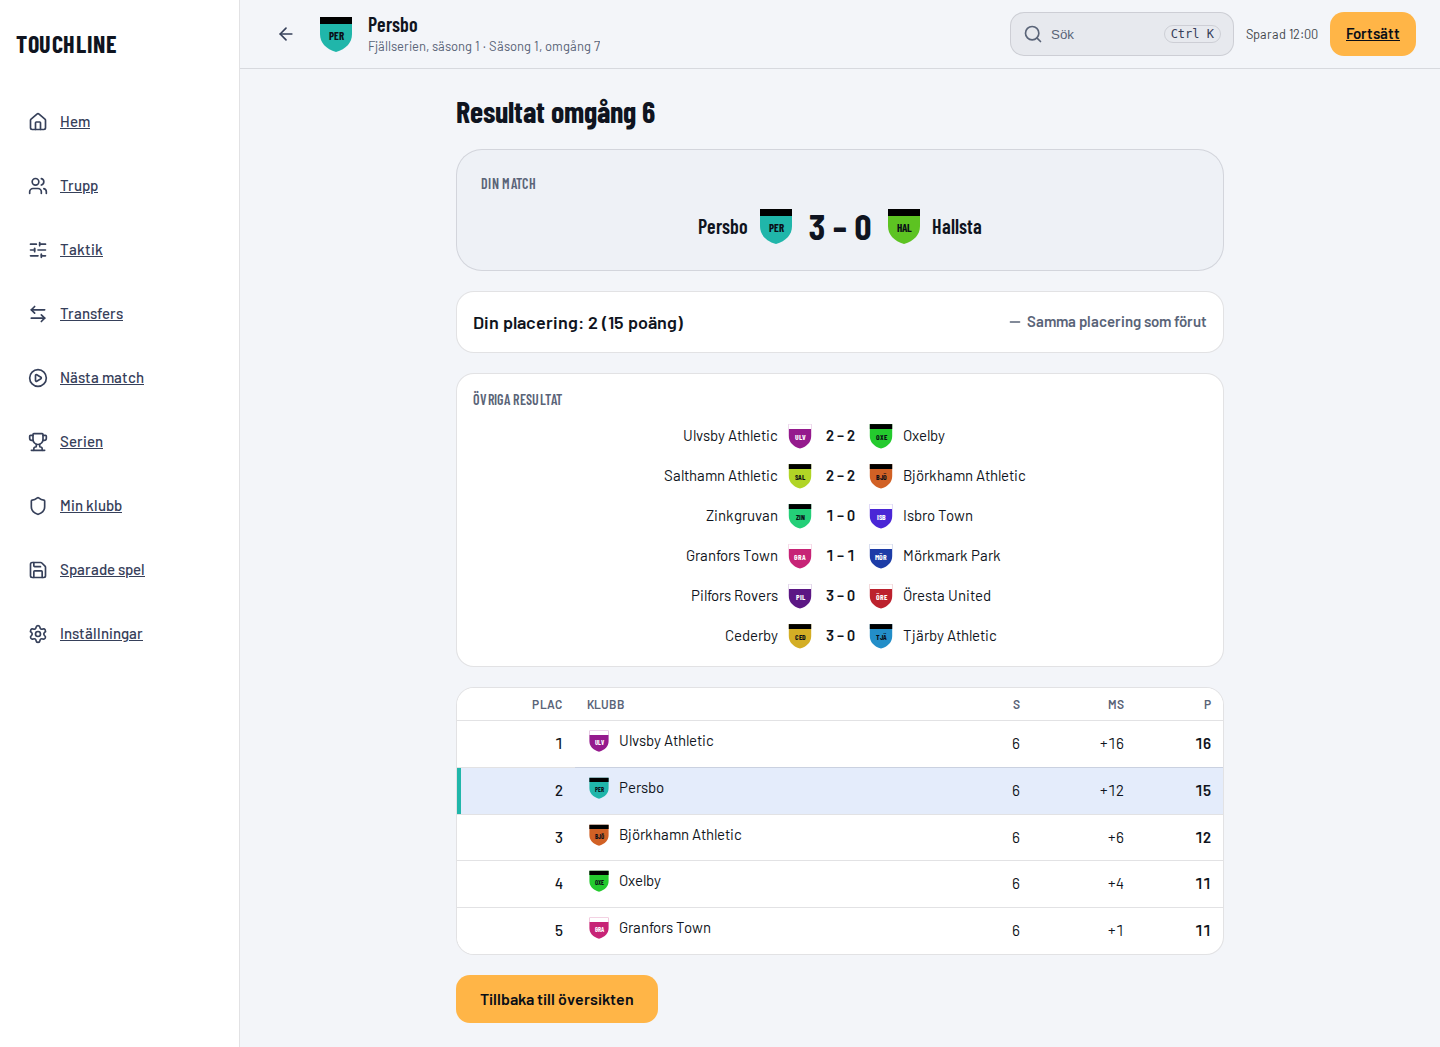 TOUCHLINE
Hem
Trupp
Taktik
Transfers
Nästa match
Serien
Min klubb
Sparade spel
Inställningar
PER
Persbo
Fjällserien, säsong 1 · Säsong 1, omgång 7
Sök
Ctrl K
Sparad 12:00
Fortsätt
Resultat omgång 6
DIN MATCH
Persbo PER 3 – 0 HAL Hallsta
Din placering: 2 (15 poäng)
— Samma placering som förut
ÖVRIGA RESULTAT
Ulvsby Athletic ULV 2 – 2 OXE Oxelby
Salthamn Athletic SAL 2 – 2 BJÖ Björkhamn Athletic
Zinkgruvan ZIN 1 – 0 ISB Isbro Town
Granfors Town GRA 1 – 1 MÖR Mörkmark Park
Pilfors Rovers PIL 3 – 0 ÖRE Öresta United
Cederby CED 3 – 0 TJÄ Tjärby Athletic
PLAC KLUBB S MS P
1 ULV Ulvsby Athletic 6 +16 16
2 PER Persbo 6 +12 15
3 BJÖ Björkhamn Athletic 6 +6 12
4 OXE Oxelby 6 +4 11
5 GRA Granfors Town 6 +1 11
Tillbaka till översikten